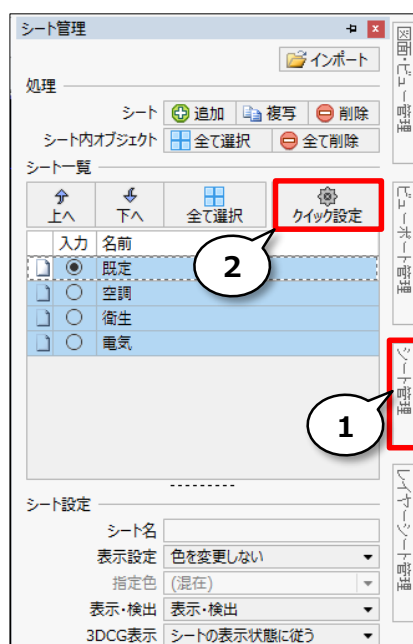 シート管理
インポート
処理
シート 追加 複写 削除
シート内オブジェクト 全て選択 全て削除
シート一覧
上へ 下へ 全て選択 クイック設定
入力 名前
既定
空調
衛生
電気
2
1
シート設定
シート名
表示設定 色を変更しない
指定色 (混在)
表示・検出 表示・検出
3DCG表示 シートの表示状態に従う
図面・ビュー管理
ビューポート管理
シート管理
レイヤーシート管理